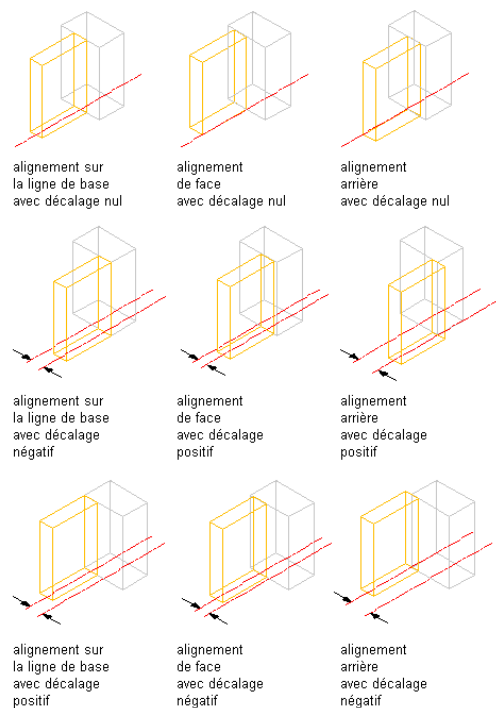 alignement sur
la ligne de base
avec décalage nul
alignement
de face
avec décalage nul
alignement
arrière
avec décalage nul
alignement sur
la ligne de base
avec décalage
négatif
alignement
de face
avec décalage
positif
alignement
arrière
avec décalage
positif
alignement sur
la ligne de base
avec décalage
positif
alignement
de face
avec décalage
négatif
alignement
arrière
avec décalage
négatif